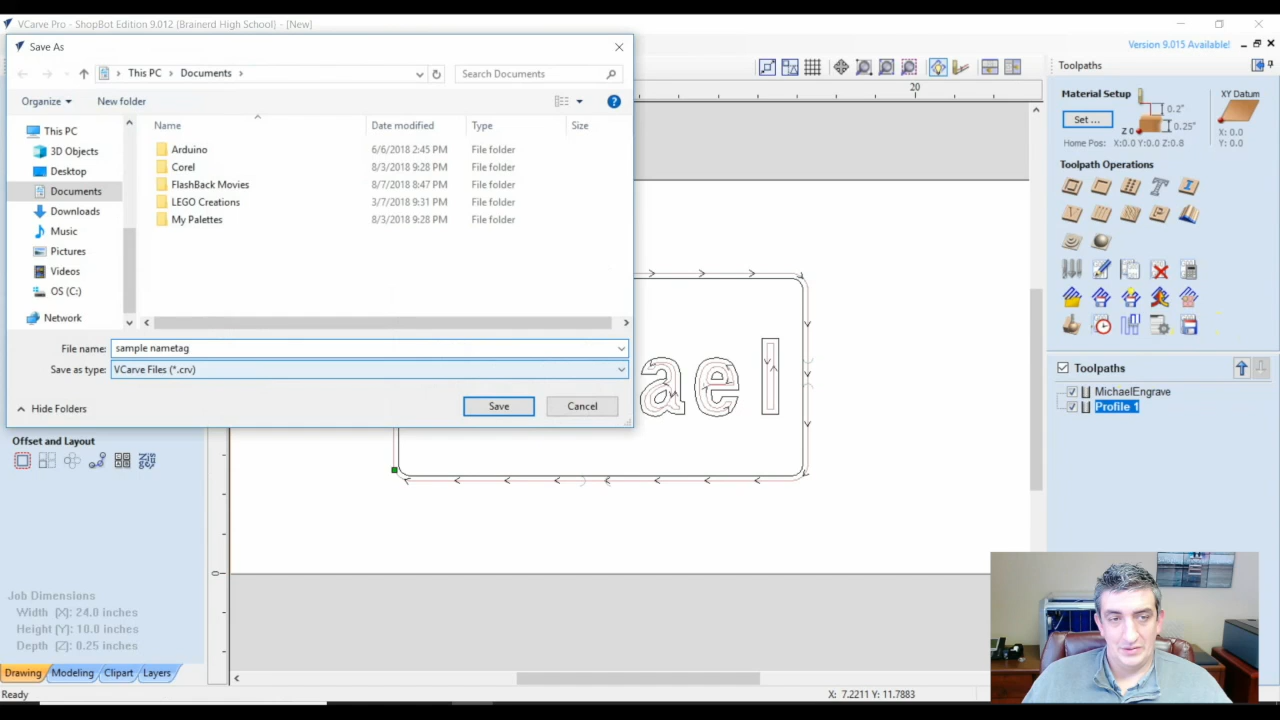 VCarve Pro - ShopBot Edition 9.012 {Brainerd High School} - [New]
Save As
Version 9.015 Available!
This PC > Documents >
Search Documents
Organize
New folder
Name
Date modified
Type
Size
This PC
3D Objects
Desktop
Documents
Downloads
Music
Pictures
Videos
OS (C:)
Network
Arduino 6/6/2018 2:45 PM File folder
Corel 8/3/2018 9:28 PM File folder
FlashBack Movies 8/7/2018 8:47 PM File folder
LEGO Creations 3/7/2018 9:31 PM File folder
My Palettes 8/3/2018 9:28 PM File folder
File name: sample nametag
Save as type: VCarve Files (*.crv)
Hide Folders
Save
Cancel
Offset and Layout
Job Dimensions
Width [X]: 24.0 inches
Height [Y]: 10.0 inches
Depth [Z]: 0.25 inches
Drawing
Modeling
Clipart
Layers
Ready
20
0
ael
X: 7.2211 Y: 11.7883
Toolpaths
Material Setup
Set ...
0.2"
Z 0
0.25"
Home Pos: X:0.0 Y:0.0 Z:0.8
XY Datum
X: 0.0
Y: 0.0
Toolpath Operations
Toolpaths
MichaelEngrave
Profile 1